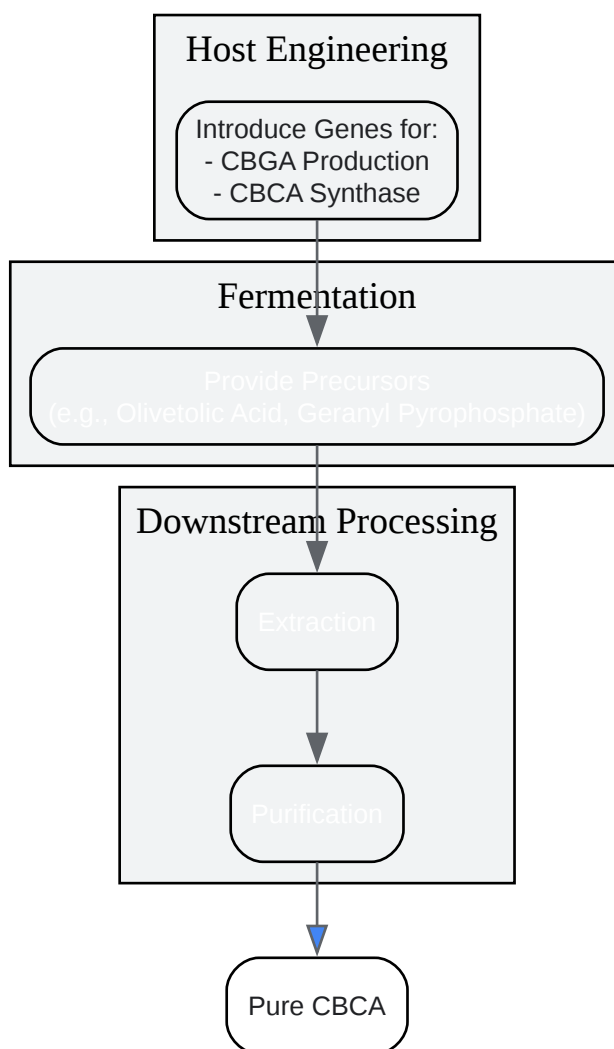 Host Engineering
Introduce Genes for:
- CBGA Production
- CBCA Synthase
Fermentation
Provide Precursors
(e.g., Olivetolic Acid, Geranyl Pyrophosphate)
Downstream Processing
Extraction
Purification
Pure CBCA